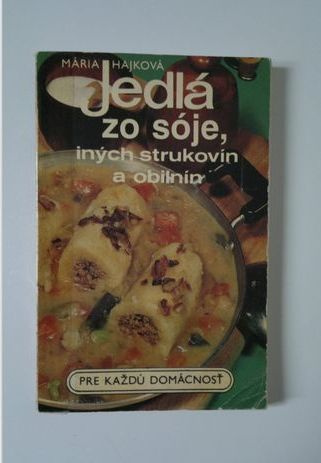 MÁRIA HAJKOVÁ
Jedlá
zo sóje,
iných strukovín
a obilnín
PRE KAŽDÚ DOMÁCNOSŤ